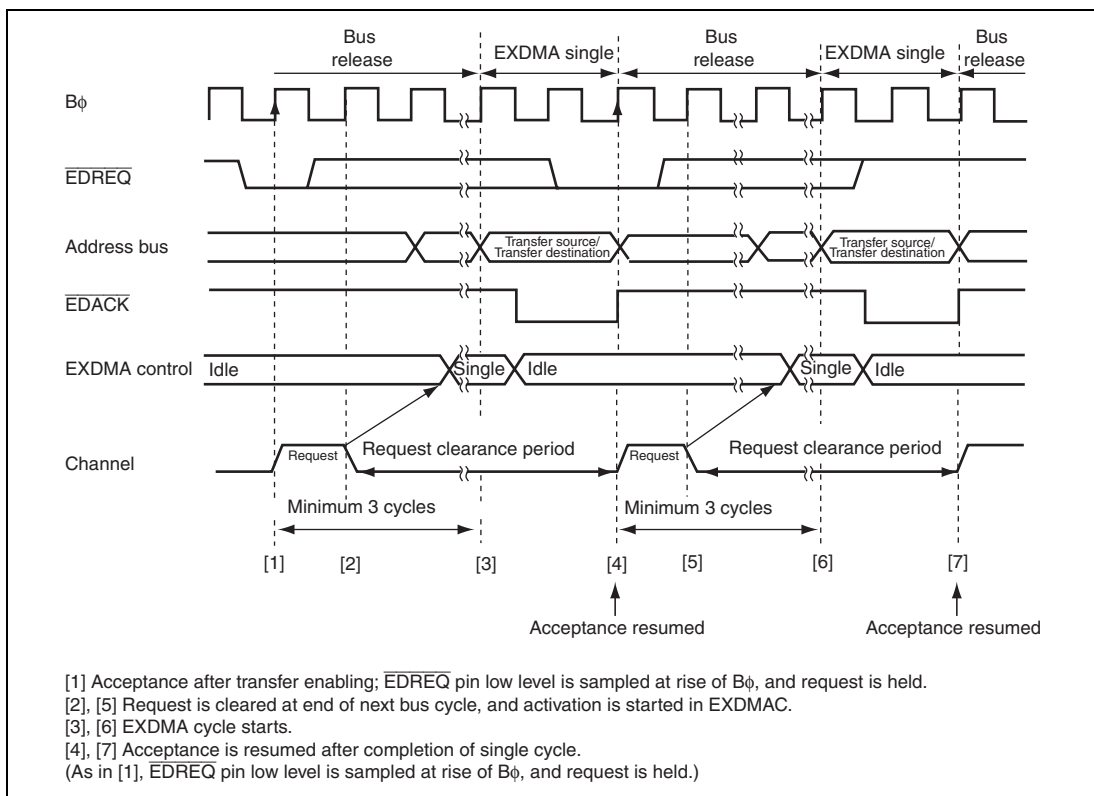 Bus release
EXDMA single
Bus release
EXDMA single
Bus release
Bφ
EDREQ
Address bus
Transfer source/
Transfer destination
Transfer source/
Transfer destination
EDACK
EXDMA control
Idle
Single
Idle
Single
Idle
Channel
Request
Request clearance period
Request
Request clearance period
Minimum 3 cycles
Minimum 3 cycles
[1] [2] [3] [4] [5] [6] [7]
Acceptance resumed
Acceptance resumed
[1] Acceptance after transfer enabling; EDREQ pin low level is sampled at rise of Bφ, and request is held.
[2], [5] Request is cleared at end of next bus cycle, and activation is started in EXDMAC.
[3], [6] EXDMA cycle starts.
[4], [7] Acceptance is resumed after completion of single cycle.
(As in [1], EDREQ pin low level is sampled at rise of Bφ, and request is held.)